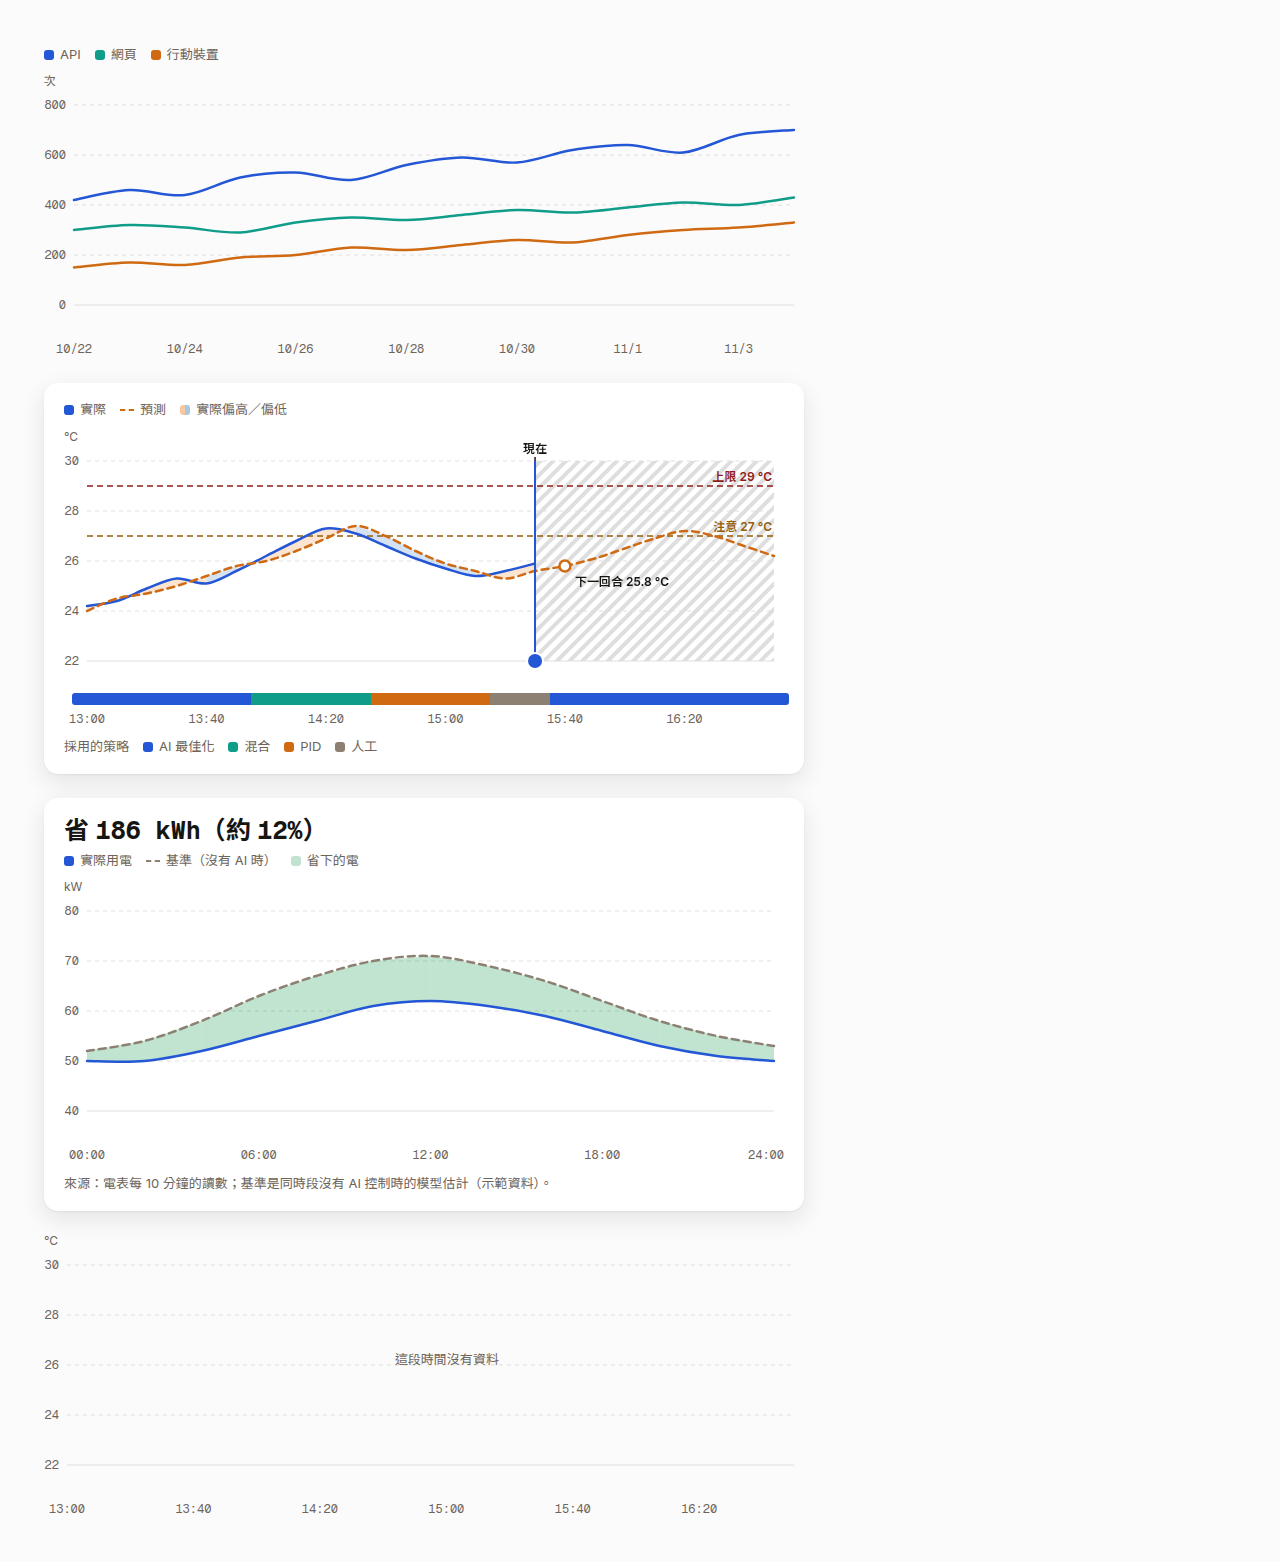 API 網頁 行動裝置
次
800
600
400
200
0
10/22 10/24 10/26 10/28 10/30 11/1 11/3
實際 預測 實際偏高／偏低
°C
現在
30
上限 29 °C
28
注意 27 °C
26
下一回合 25.8 °C
24
22
13:00 13:40 14:20 15:00 15:40 16:20
採用的策略 AI 最佳化 混合 PID 人工
省 186 kWh（約 12%）
實際用電 基準（沒有 AI 時） 省下的電
kW
80
70
60
50
40
00:00 06:00 12:00 18:00 24:00
來源：電表每 10 分鐘的讀數；基準是同時段沒有 AI 控制時的模型估計（示範資料）。
°C
30
28
這段時間沒有資料
26
24
22
13:00 13:40 14:20 15:00 15:40 16:20